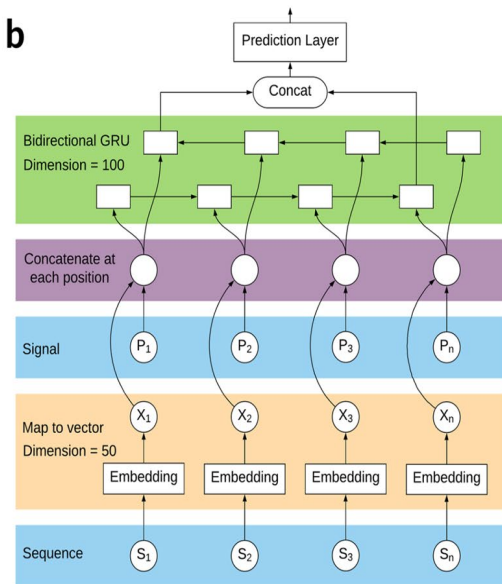 b
Prediction Layer
Concat
Bidirectional GRU
Dimension = 100
Concatenate at
each position
Signal
P1 P2 P3 Pn
Map to vector
Dimension = 50
X1 X2 X3 Xn
Embedding Embedding Embedding Embedding
Sequence
S1 S2 S3 Sn